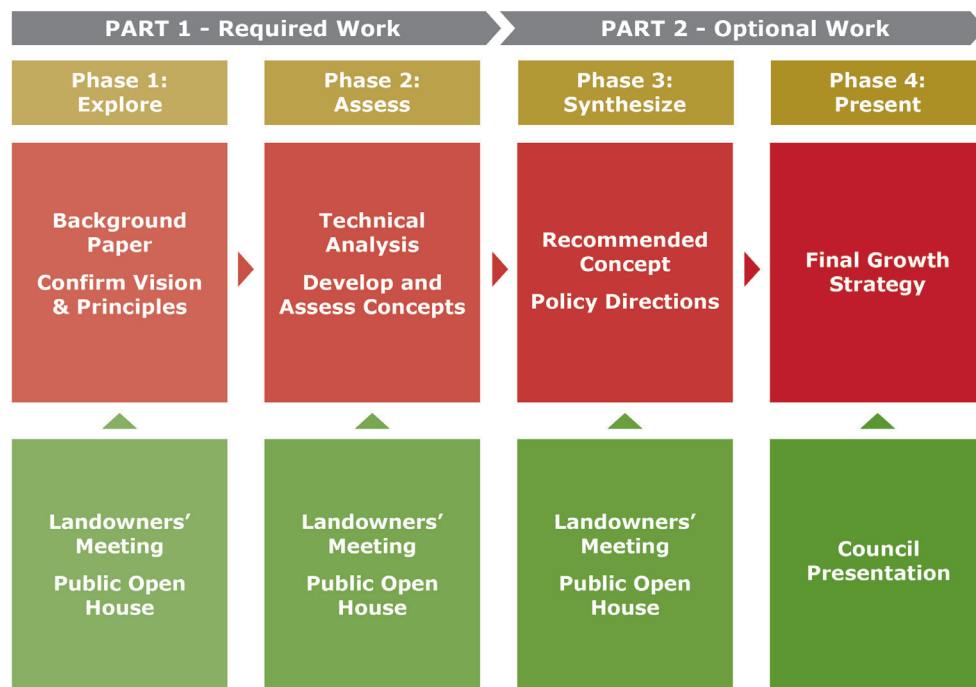 PART 1 - Required Work
PART 2 - Optional Work
Phase 1:
Explore
Phase 2:
Assess
Phase 3:
Synthesize
Phase 4:
Present
Background
Paper
Confirm Vision
& Principles
Technical
Analysis
Develop and
Assess Concepts
Recommended
Concept
Policy Directions
Final Growth
Strategy
Landowners’
Meeting
Public Open
House
Landowners’
Meeting
Public Open
House
Landowners’
Meeting
Public Open
House
Council
Presentation